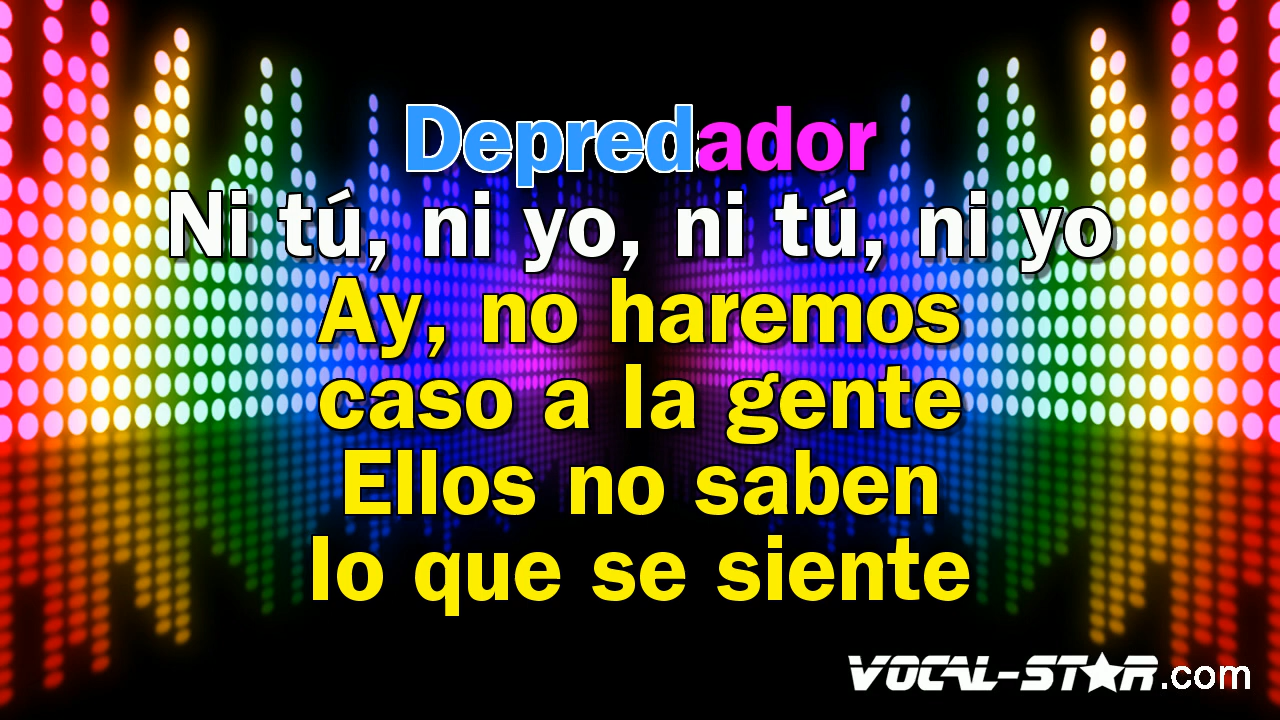 Depredador
Ni tú, ni yo, ni tú, ni yo
Ay, no haremos
caso a la gente
Ellos no saben
lo que se siente
VOCAL-STAR.com